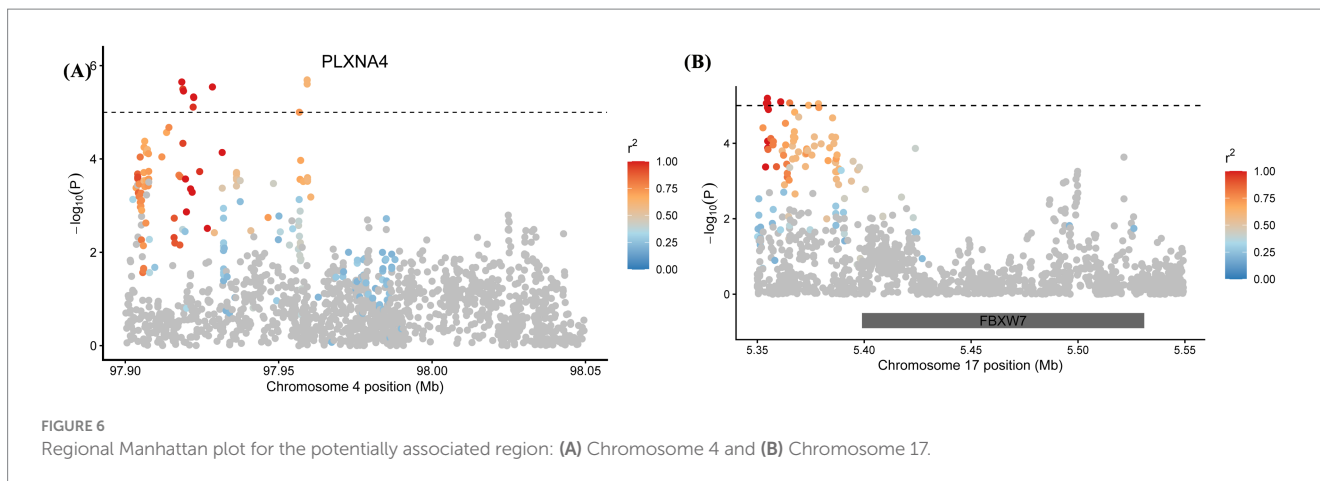 (A)
PLXNA4
6
4
2
0
−log10(P)
97.90
97.95
98.00
98.05
Chromosome 4 position (Mb)
r2
1.00
0.75
0.50
0.25
0.00
(B)
4
2
0
−log10(P)
FBXW7
5.35
5.40
5.45
5.50
5.55
Chromosome 17 position (Mb)
r2
1.00
0.75
0.50
0.25
0.00
FIGURE 6
Regional Manhattan plot for the potentially associated region: (A) Chromosome 4 and (B) Chromosome 17.